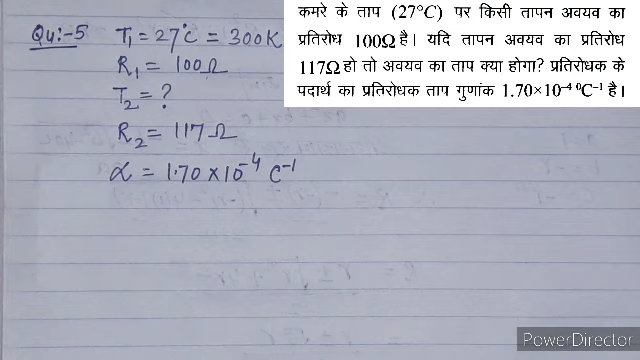 कमरे के ताप (27°C) पर किसी तापन अवयव का
प्रतिरोध 100Ω है। यदि तापन अवयव का प्रतिरोध
117Ω हो तो अवयव का ताप क्या होगा? प्रतिरोधक के
पदार्थ का प्रतिरोधक ताप गुणांक 1.70×10⁻⁴ ⁰C⁻¹ है।
Qu:-5 T₁ = 27°C = 300K
R₁ = 100Ω
T₂ = ?
R₂ = 117Ω
α = 1.70 × 10⁻⁴ C⁻¹
PowerDirector